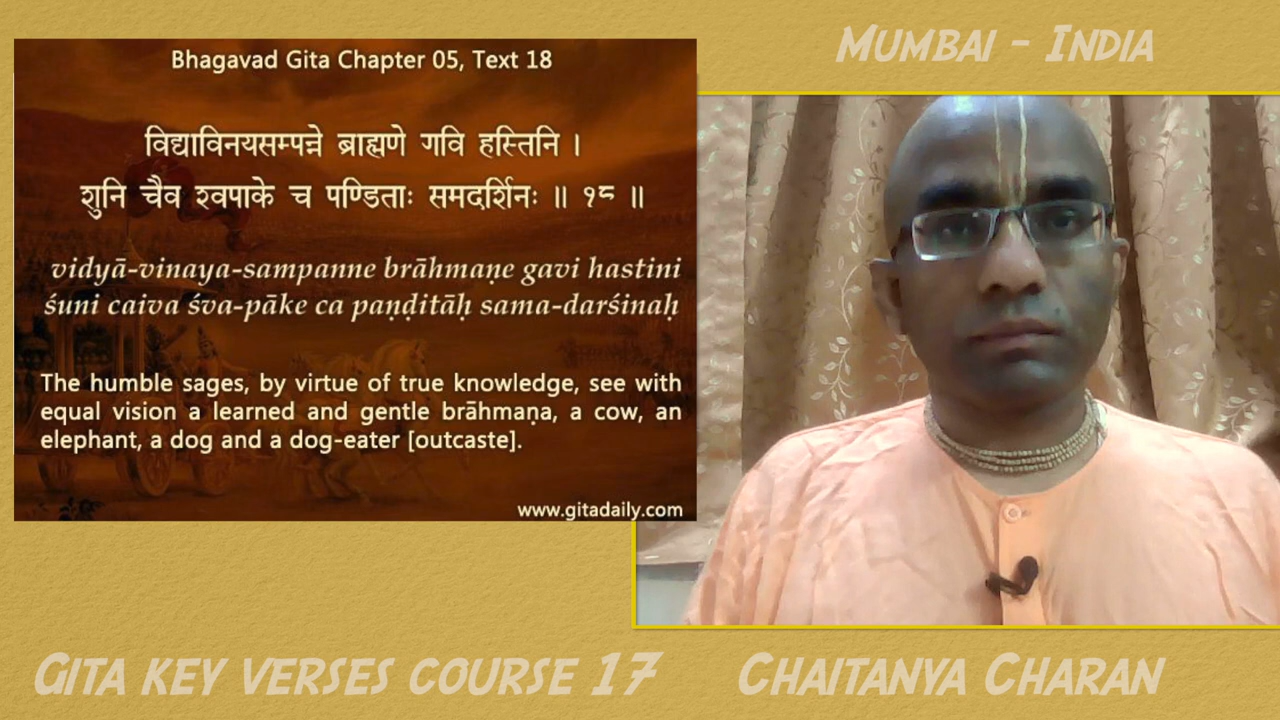 Mumbai - India
Bhagavad Gita Chapter 05, Text 18
विद्याविनयसम्पन्ने ब्राह्मणे गवि हस्तिनि ।
शुनि चैव श्वपाके च पण्डिताः समदर्शिनः ॥ १८ ॥
vidyā-vinaya-sampanne brāhmaṇe gavi hastini
śuni caiva śva-pāke ca paṇḍitāḥ sama-darśinaḥ
The humble sages, by virtue of true knowledge, see with
equal vision a learned and gentle brāhmaṇa, a cow, an
elephant, a dog and a dog-eater [outcaste].
www.gitadaily.com
Gita key verses course 17
Chaitanya Charan